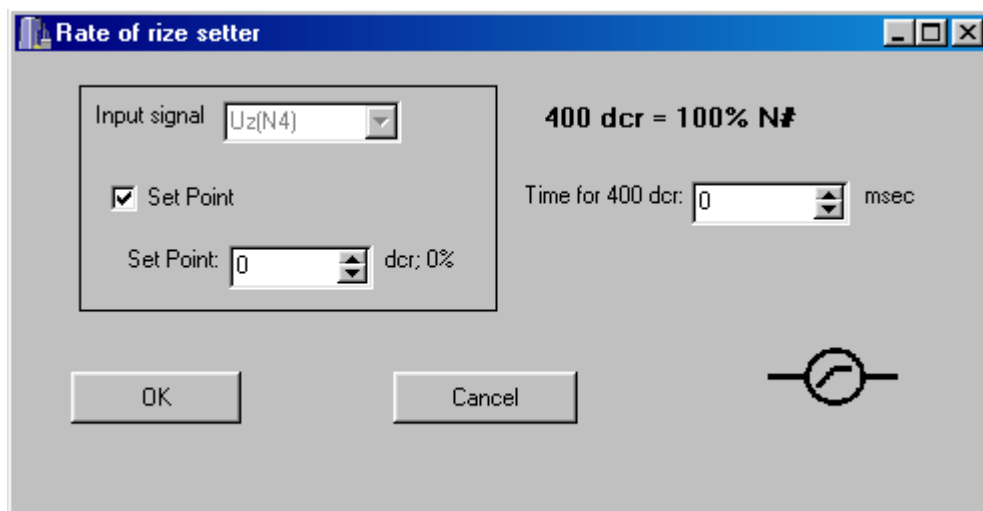 Rate of rize setter
Input signal Uz(N4)
400 dcr = 100% N#
Set Point
Time for 400 dcr: 0 msec
Set Point: 0 dcr; 0%
OK Cancel